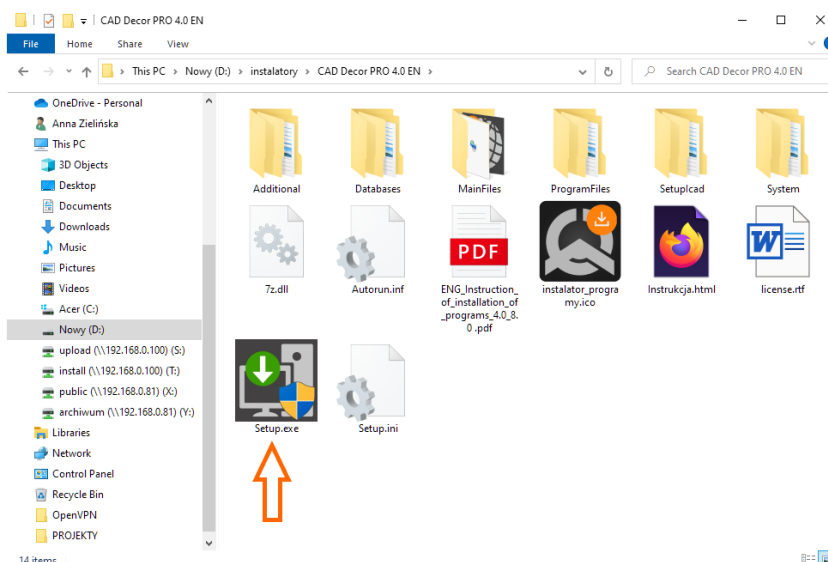 CAD Decor PRO 4.0 EN
File Home Share View
This PC > Nowy (D:) > instalatory > CAD Decor PRO 4.0 EN >
Search CAD Decor PRO 4.0 EN
OneDrive - Personal
Anna Zielińska
This PC
3D Objects
Desktop
Documents
Downloads
Music
Pictures
Videos
Acer (C:)
Nowy (D:)
upload (\\192.168.0.100) (S:)
install (\\192.168.0.100) (T:)
public (\\192.168.0.81) (X:)
archiwum (\\192.168.0.81) (Y:)
Libraries
Network
Control Panel
Recycle Bin
OpenVPN
PROJEKTY
Additional
Databases
MainFiles
ProgramFiles
SetupIcad
System
7z.dll
Autorun.inf
PDF
ENG_Instruction_
of_installation_of
_programs_4.0_8.
0 .pdf
instalator_progra
my.ico
Instrukcja.html
W
license.rtf
Setup.exe
Setup.ini
14 items